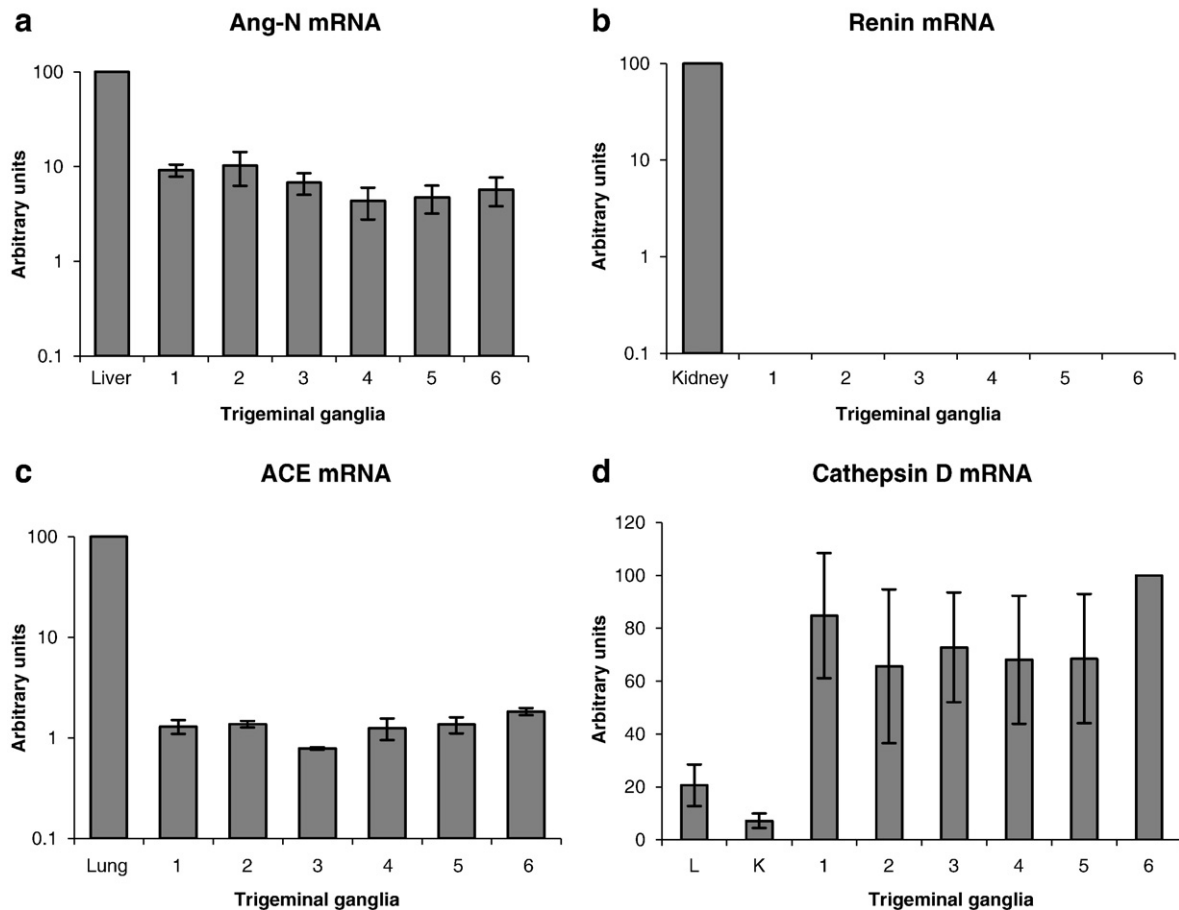 a
Ang-N mRNA
Arbitrary units
100
10
1
0.1
Liver 1 2 3 4 5 6
Trigeminal ganglia
b
Renin mRNA
Arbitrary units
100
10
1
0.1
Kidney 1 2 3 4 5 6
Trigeminal ganglia
c
ACE mRNA
Arbitrary units
100
10
1
0.1
Lung 1 2 3 4 5 6
Trigeminal ganglia
d
Cathepsin D mRNA
Arbitrary units
120
100
80
60
40
20
0
L K 1 2 3 4 5 6
Trigeminal ganglia